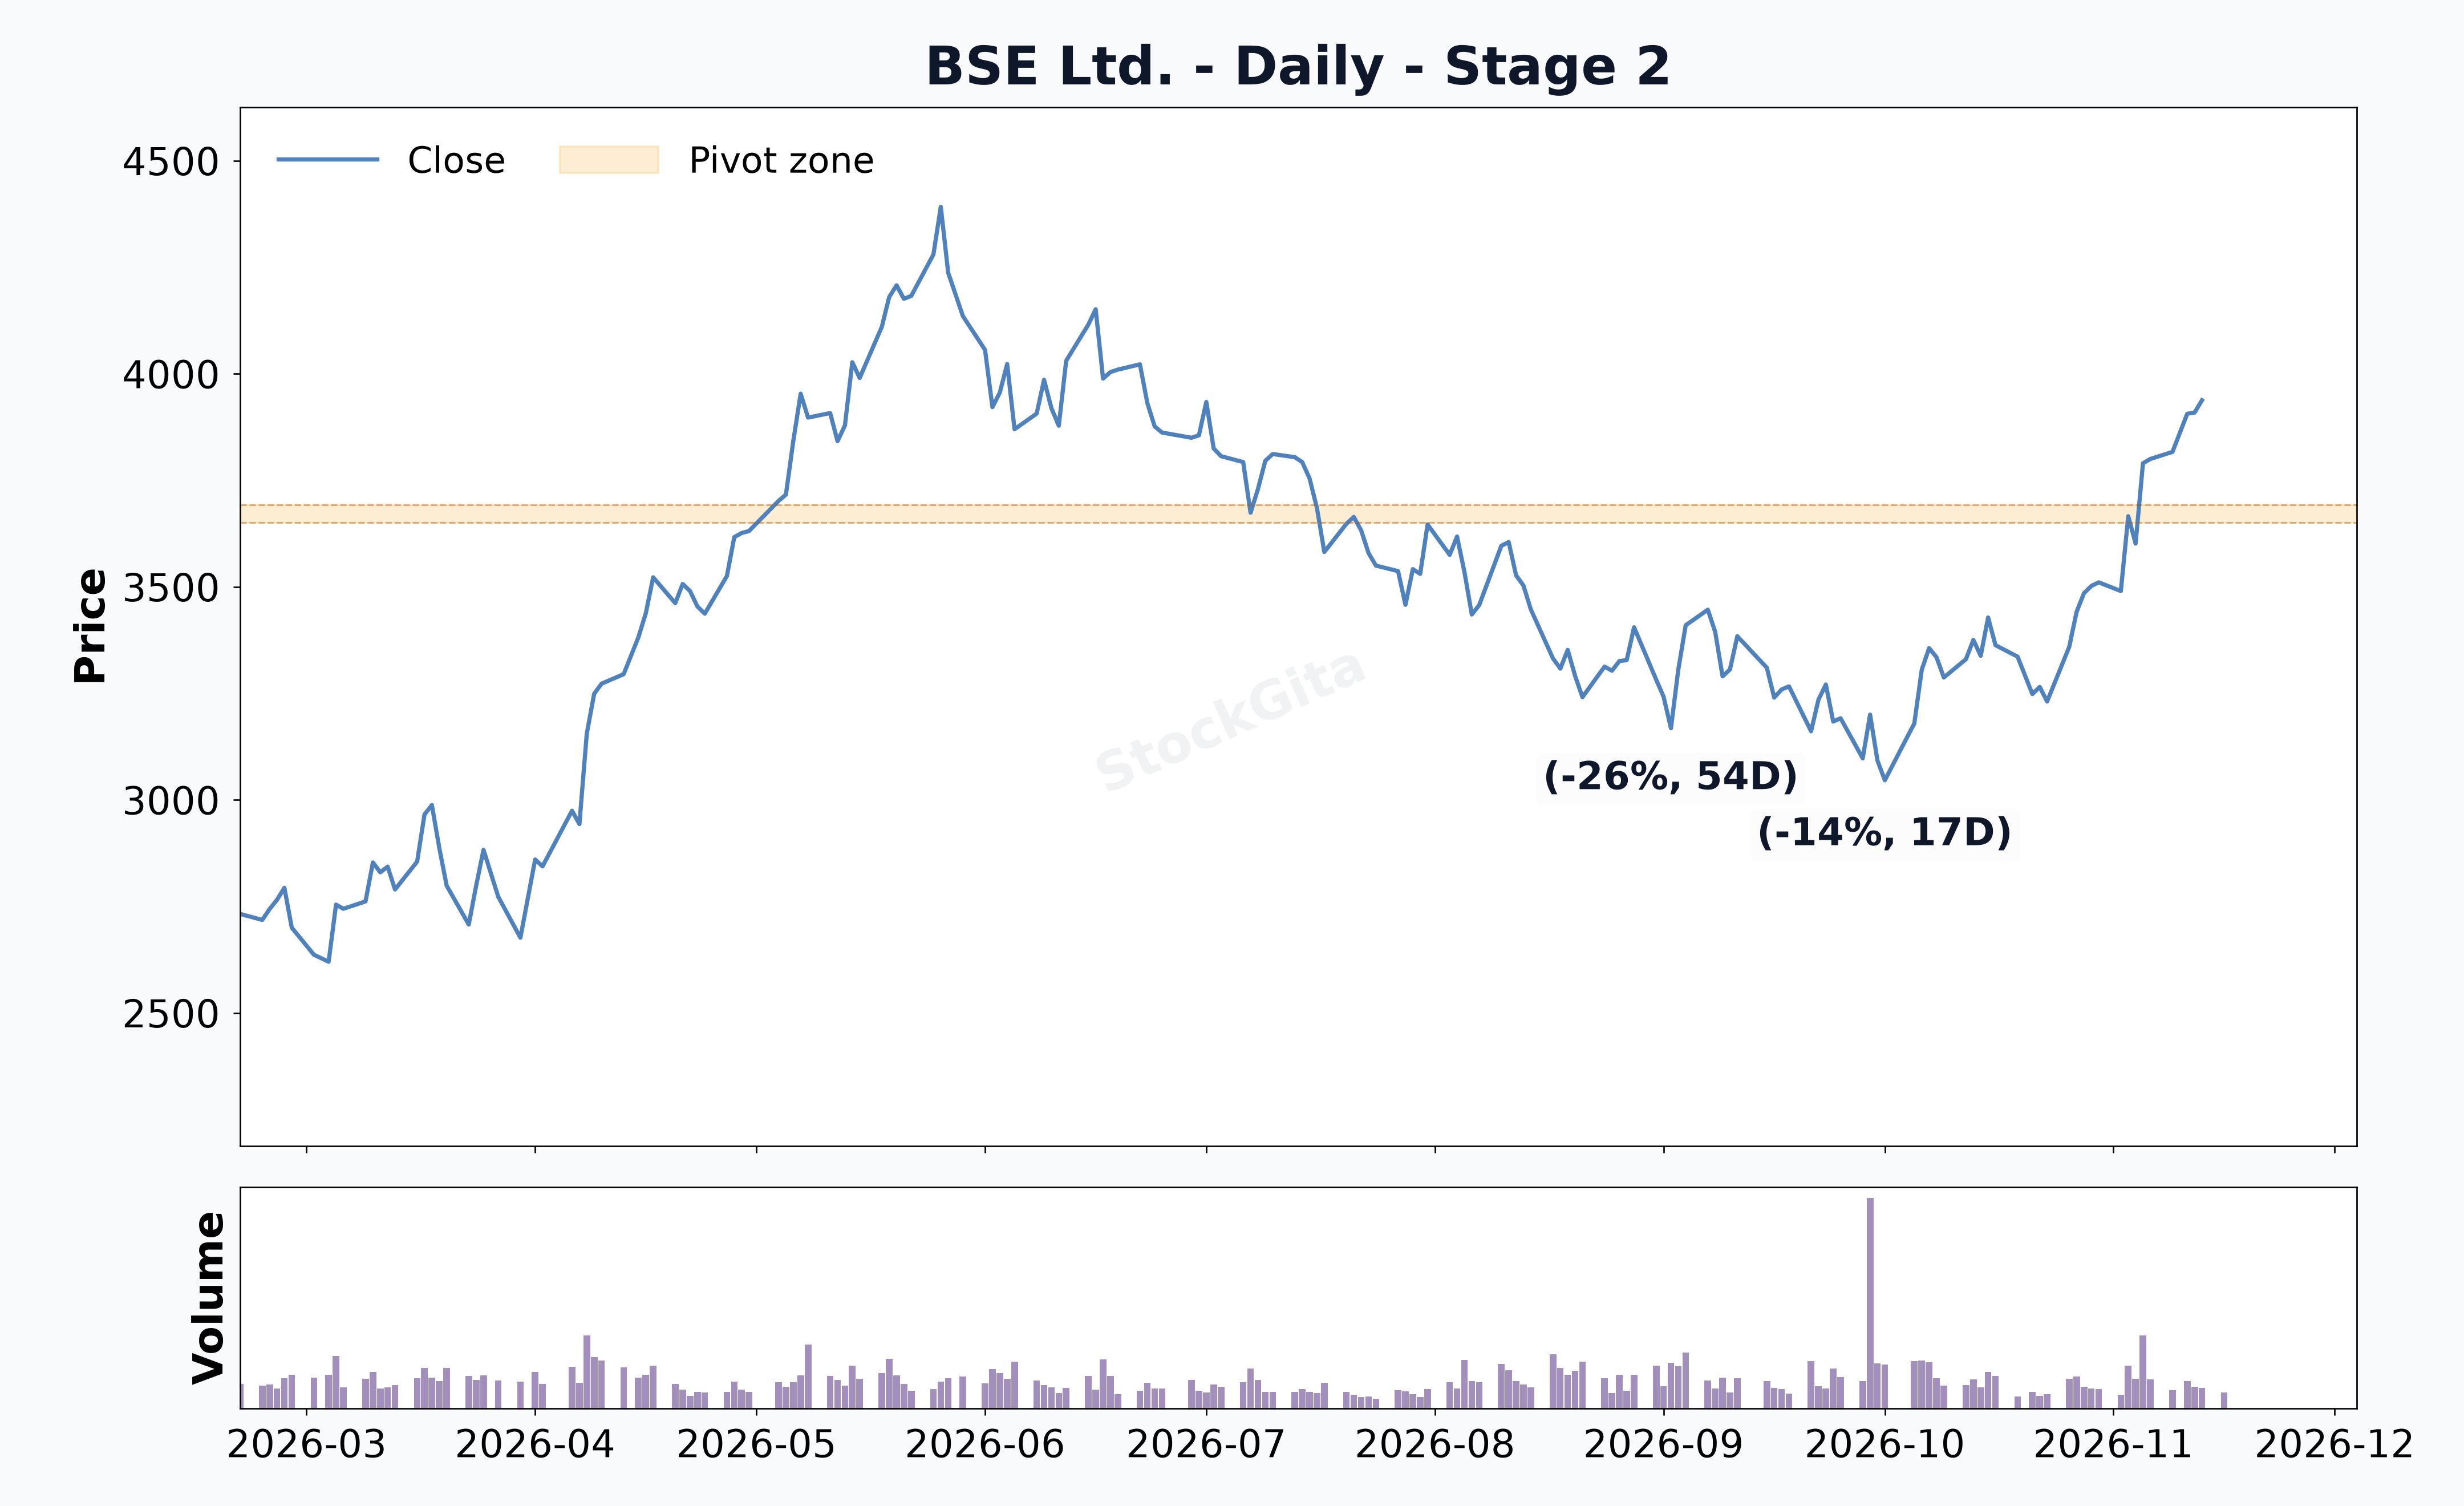 BSE Ltd. - Daily - Stage 2
Close
Pivot zone
4500
4000
3500
3000
2500
Price
StockGita
(-26%, 54D)
(-14%, 17D)
Volume
2026-03
2026-04
2026-05
2026-06
2026-07
2026-08
2026-09
2026-10
2026-11
2026-12